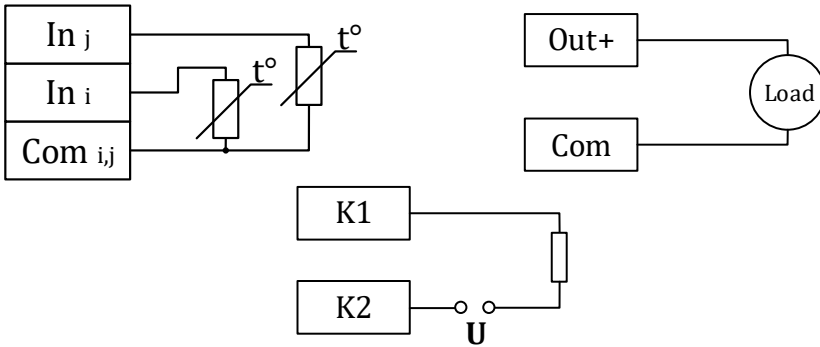 In j
t°
In i
t°
Com i,j
Out+
Load
Com
K1
K2
U